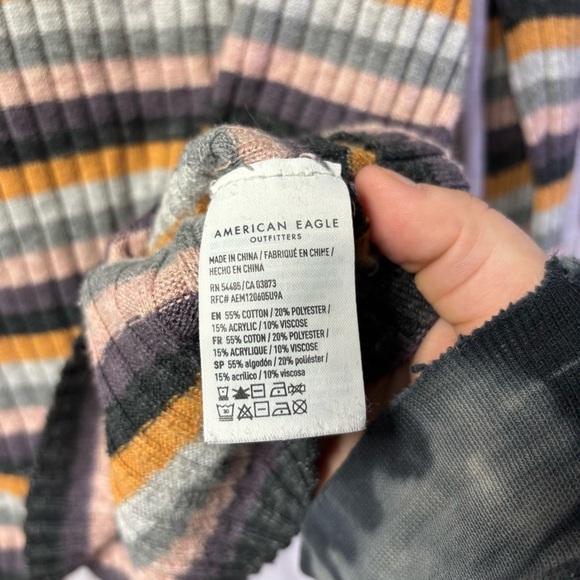 AMERICAN EAGLE
OUTFITTERS
MADE IN CHINA / FABRIQUÉ EN CHINE /
HECHO EN CHINA
RN 54485 / CA 03873
RFC# AEM120605U9A
EN 55% COTTON / 20% POLYESTER /
15% ACRYLIC / 10% VISCOSE
FR 55% COTON / 20% POLYESTER /
15% ACRYLIQUE / 10% VISCOSE
SP 55% algodón / 20% poliéster /
15% acrílico / 10% viscosa